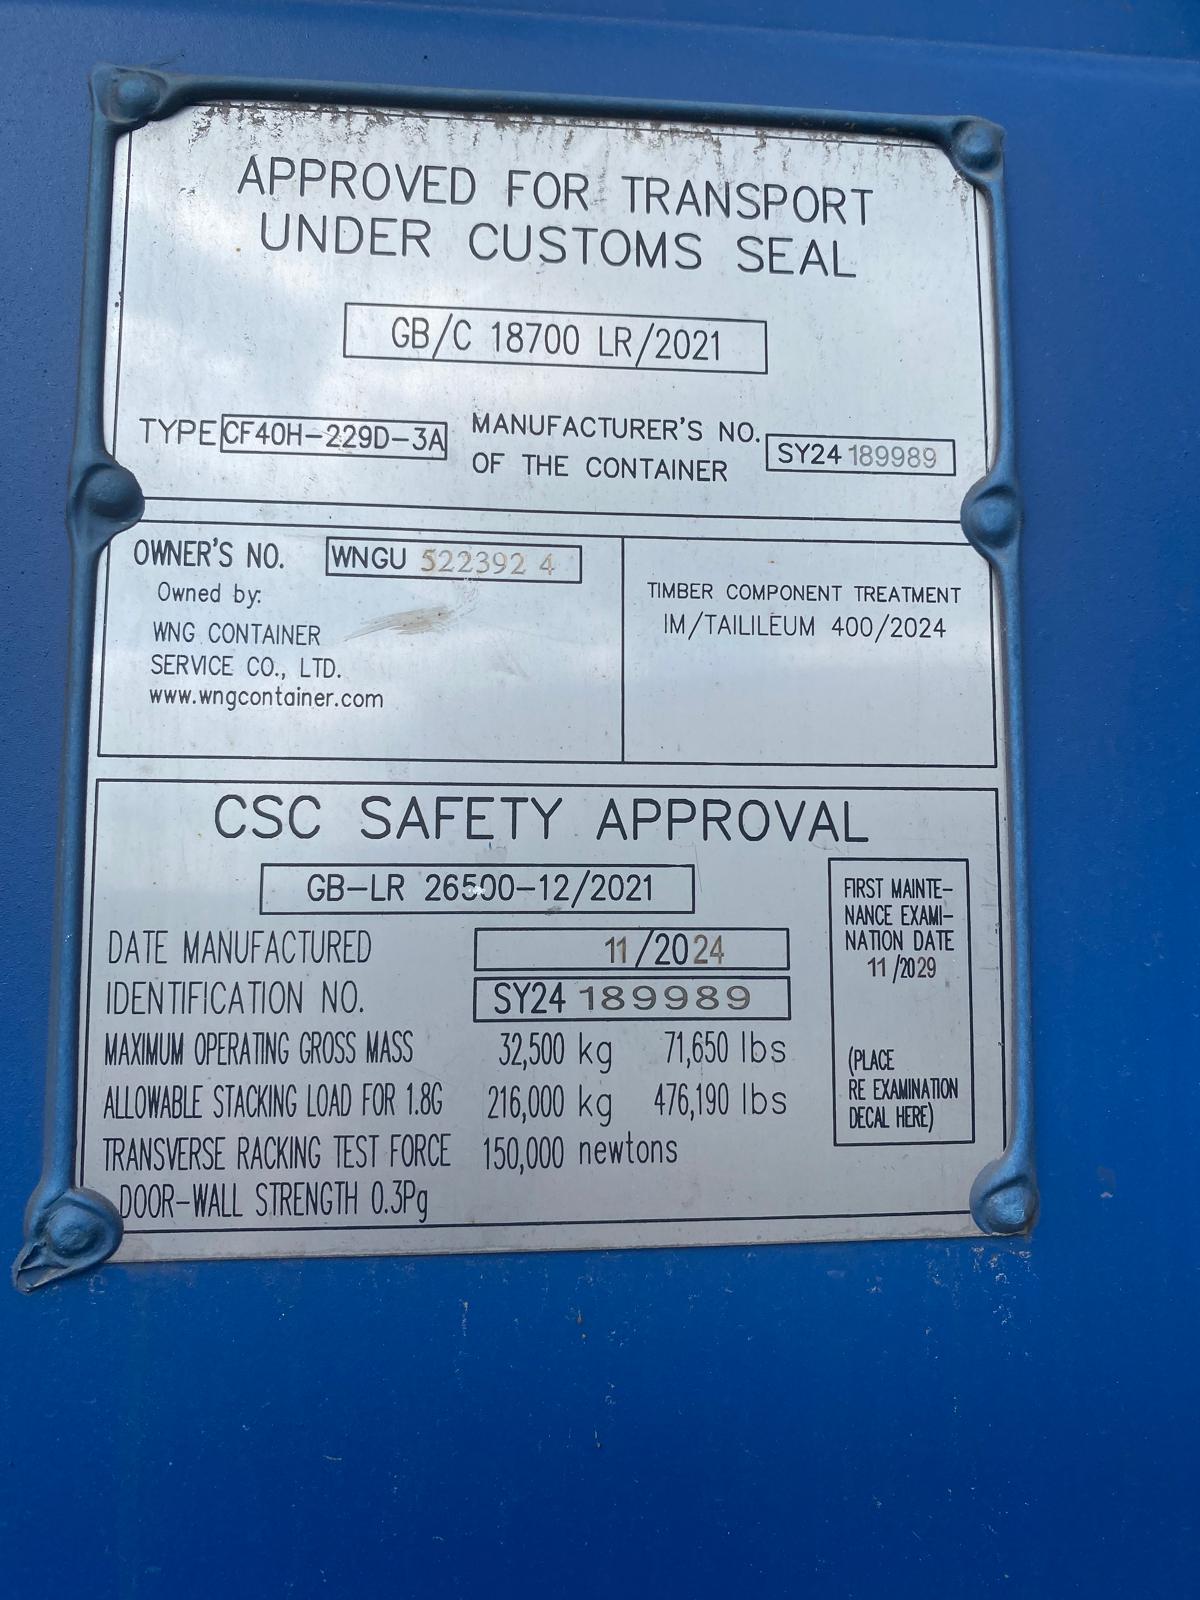 APPROVED FOR TRANSPORT
UNDER CUSTOMS SEAL
GB/C 18700 LR/2021
TYPE CF40H-229D-3A
MANUFACTURER'S NO.
OF THE CONTAINER
SY24 189989
OWNER'S NO. WNGU 522392 4
Owned by:
WNG CONTAINER
SERVICE CO., LTD.
www.wngcontainer.com
TIMBER COMPONENT TREATMENT
IM/TAILILEUM 400/2024
CSC SAFETY APPROVAL
GB-LR 26500-12/2021
DATE MANUFACTURED 11/2024
IDENTIFICATION NO. SY24 189989
MAXIMUM OPERATING GROSS MASS 32,500 kg 71,650 lbs
ALLOWABLE STACKING LOAD FOR 1.8G 216,000 kg 476,190 lbs
TRANSVERSE RACKING TEST FORCE 150,000 newtons
DOOR-WALL STRENGTH 0.3Pg
FIRST MAINTE-
NANCE EXAMI-
NATION DATE
11/2029
(PLACE
RE EXAMINATION
DECAL HERE)